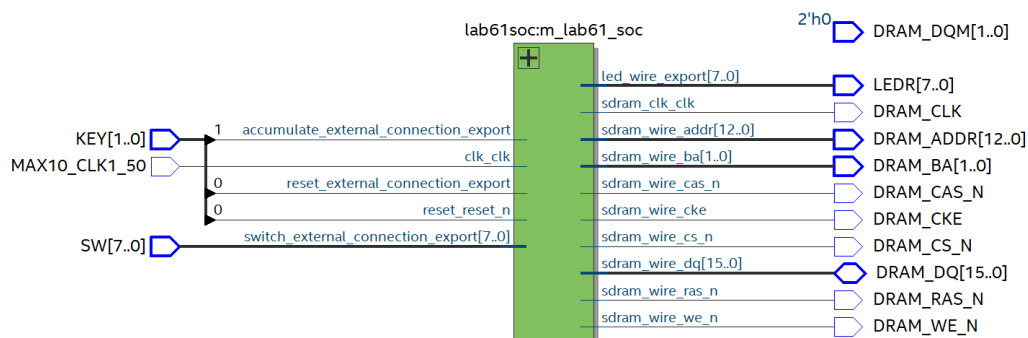 2'h0
DRAM_DQM[1..0]
lab61soc:m_lab61_soc
led_wire_export[7..0]
LEDR[7..0]
sdram_clk_clk
DRAM_CLK
KEY[1..0]
1
accumulate_external_connection_export
sdram_wire_addr[12..0]
DRAM_ADDR[12..0]
MAX10_CLK1_50
clk_clk
sdram_wire_ba[1..0]
DRAM_BA[1..0]
0
reset_external_connection_export
sdram_wire_cas_n
DRAM_CAS_N
0
reset_reset_n
sdram_wire_cke
DRAM_CKE
SW[7..0]
switch_external_connection_export[7..0]
sdram_wire_cs_n
DRAM_CS_N
sdram_wire_dq[15..0]
DRAM_DQ[15..0]
sdram_wire_ras_n
DRAM_RAS_N
sdram_wire_we_n
DRAM_WE_N